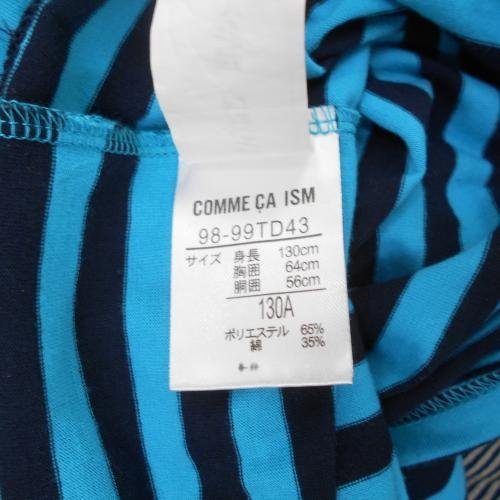 COMME ÇA ISM
98-99TD43
サイズ 身長 130cm
胸囲 64cm
胴囲 56cm
130A
ポリエステル 65%
綿 35%